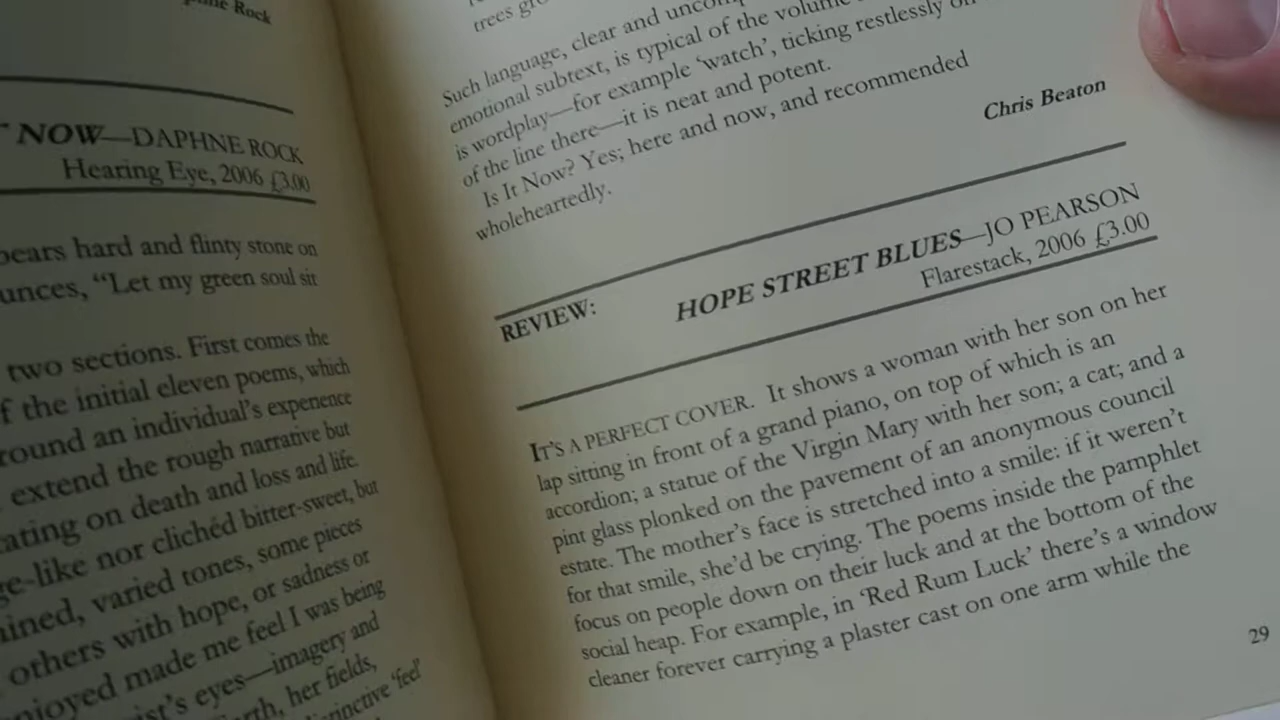 Rock
NOW—DAPHNE ROCK
Hearing Eye, 2006 £3.00
bears hard and flinty stone on
unces, “Let my green soul sit
two sections. First comes the
f the initial eleven poems, which
round an individual’s experience
extend the rough narrative but
ating on death and loss and life.
ge-like nor clichéd bitter-sweet, but
ained, varied tones, some pieces
others with hope, or sadness or
njoyed made me feel I was being
ist’s eyes—imagery and
rth, her fields,
distinctive ‘feel’
trees gr
Such language, clear and uncomp
emotional subtext, is typical of the volume
is wordplay—for example ‘watch’, ticking restlessly on
of the line there—it is neat and potent.
Is It Now? Yes; here and now, and recommended
wholeheartedly.
Chris Beaton
REVIEW: HOPE STREET BLUES—JO PEARSON
Flarestack, 2006 £3.00
IT’S A PERFECT COVER. It shows a woman with her son on her
lap sitting in front of a grand piano, on top of which is an
accordion; a statue of the Virgin Mary with her son; a cat; and a
pint glass plonked on the pavement of an anonymous council
estate. The mother’s face is stretched into a smile: if it weren’t
for that smile, she’d be crying. The poems inside the pamphlet
focus on people down on their luck and at the bottom of the
social heap. For example, in ‘Red Rum Luck’ there’s a window
cleaner forever carrying a plaster cast on one arm while the
29